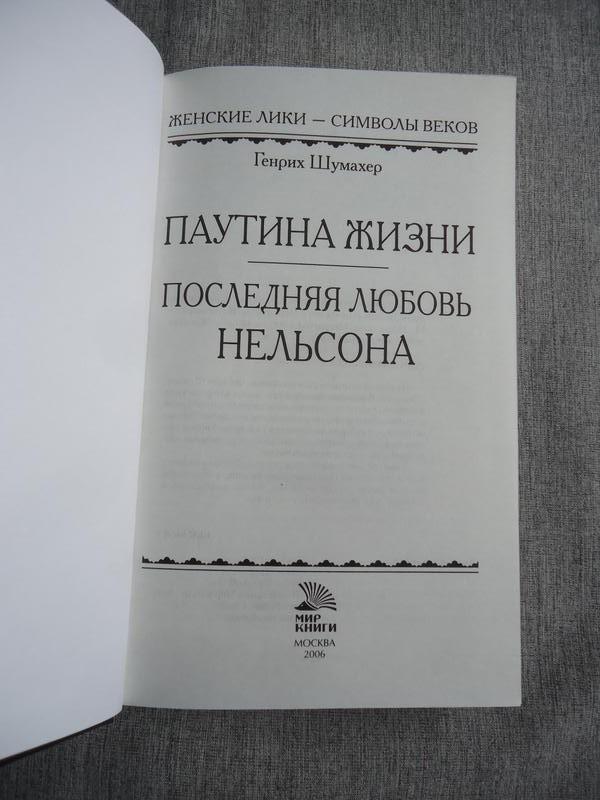 ЖЕНСКИЕ ЛИКИ — СИМВОЛЫ ВЕКОВ
Генрих Шумахер
ПАУТИНА ЖИЗНИ
ПОСЛЕДНЯЯ ЛЮБОВЬ
НЕЛЬСОНА
МИР
КНИГИ
МОСКВА
2006